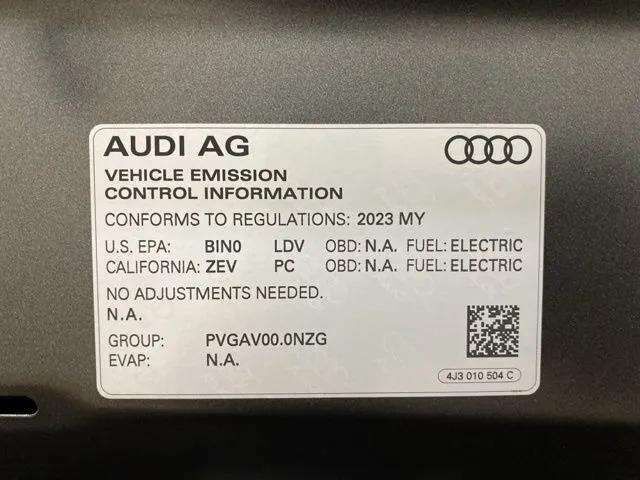 AUDI AG
VEHICLE EMISSION
CONTROL INFORMATION
CONFORMS TO REGULATIONS: 2023 MY
U.S. EPA: BIN0 LDV OBD: N.A. FUEL: ELECTRIC
CALIFORNIA: ZEV PC OBD: N.A. FUEL: ELECTRIC
NO ADJUSTMENTS NEEDED.
N.A.
GROUP: PVGAV00.0NZG
EVAP: N.A.
4J3 010 504 C